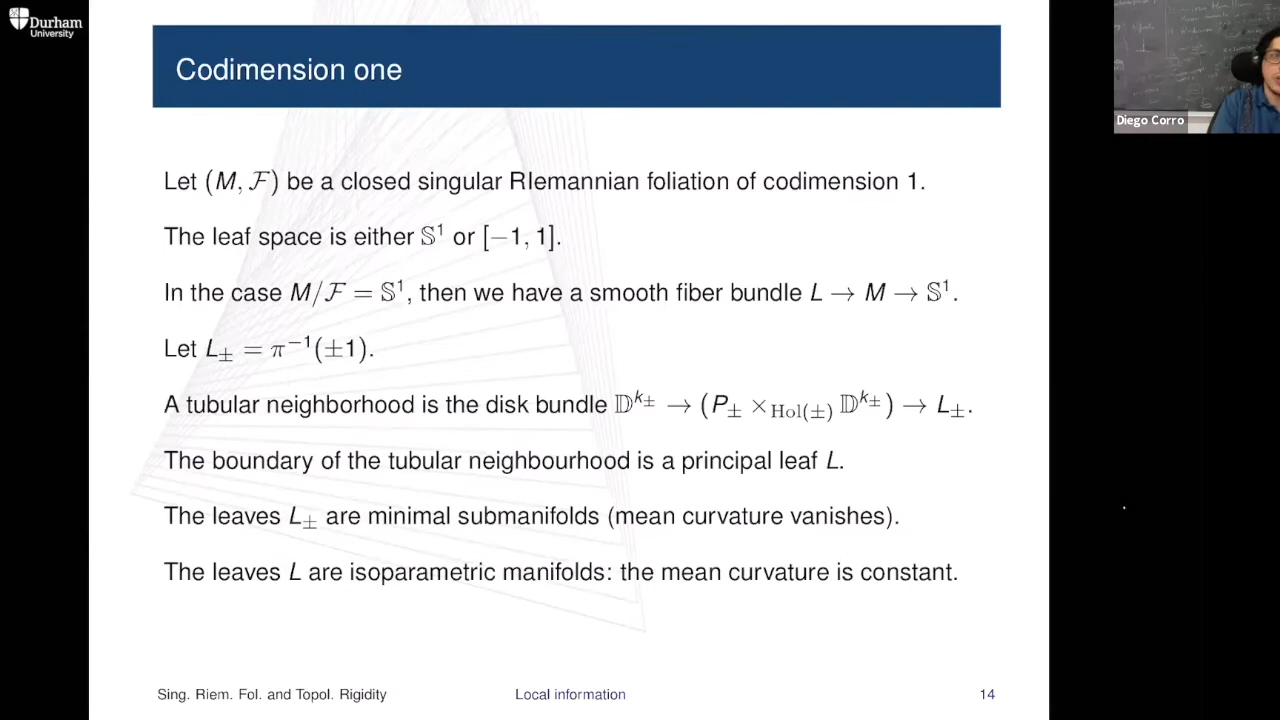 Durham
University
Codimension one
Let (M, ℱ) be a closed singular RIemannian foliation of codimension 1.
The leaf space is either 𝕊¹ or [−1, 1].
In the case M/ℱ = 𝕊¹, then we have a smooth fiber bundle L → M → 𝕊¹.
Let L± = π⁻¹(±1).
A tubular neighborhood is the disk bundle 𝔻^{k±} → (P± ×_{Hol(±)} 𝔻^{k±}) → L±.
The boundary of the tubular neighbourhood is a principal leaf L.
The leaves L± are minimal submanifolds (mean curvature vanishes).
The leaves L are isoparametric manifolds: the mean curvature is constant.
Sing. Riem. Fol. and Topol. Rigidity
Local information
14
Diego Corro